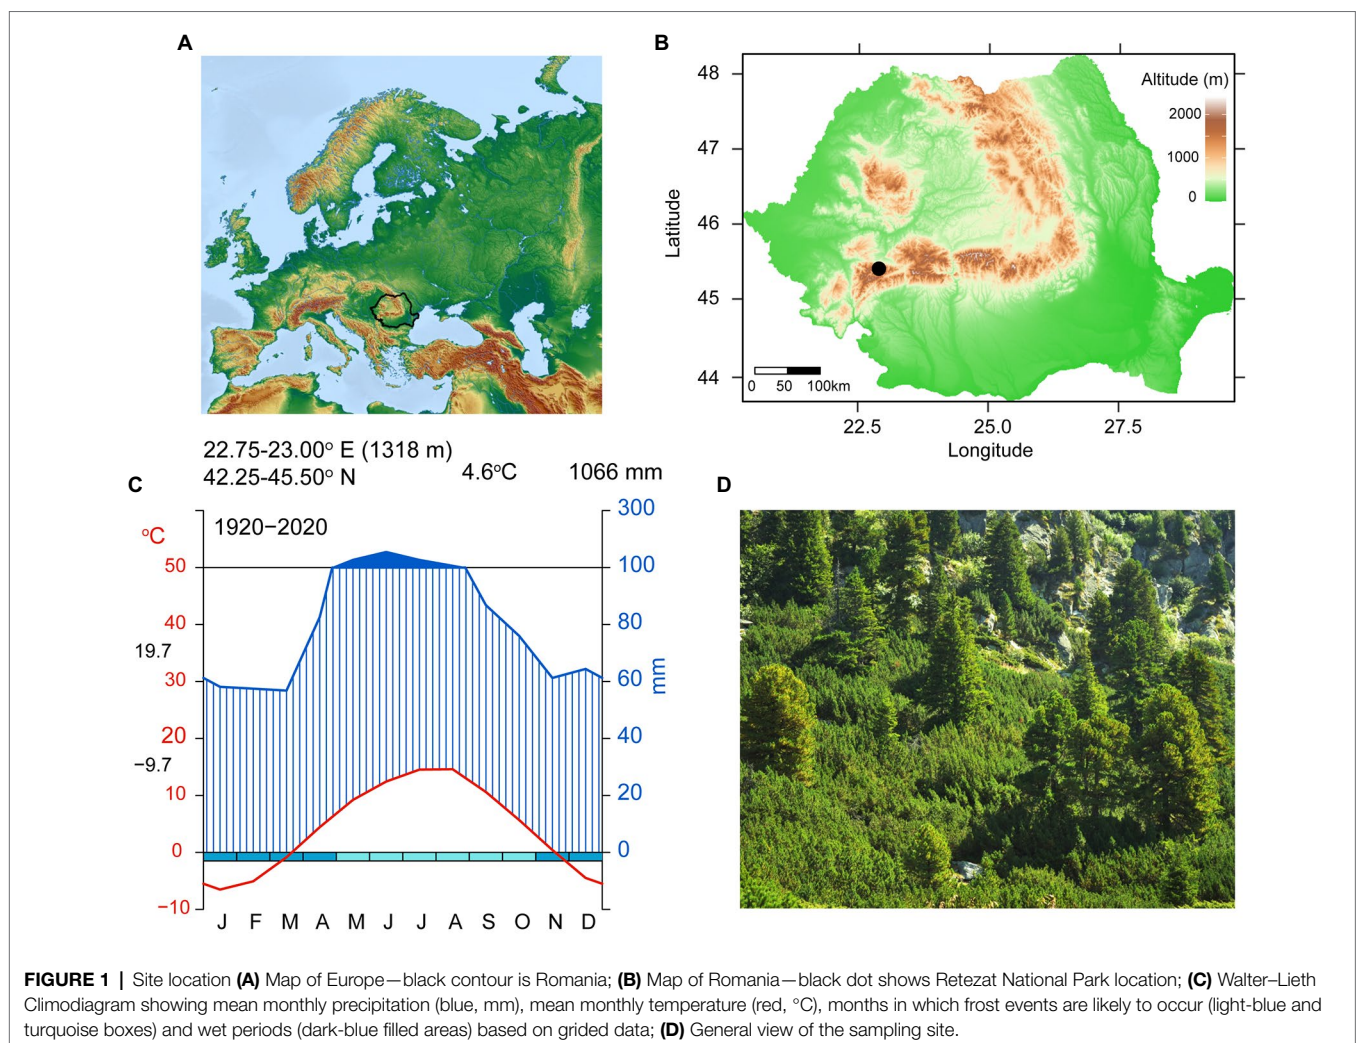 A
B
48
47
46
45
44
Latitude
Altitude (m)
2000
1000
0
0 50 100km
22.5 25.0 27.5
Longitude
22.75-23.00° E (1318 m)
42.25-45.50° N
4.6°C
1066 mm
C
1920–2020
°C
50
40
19.7
30
20
−9.7
10
0
−10
300
100
80
60
mm
40
20
0
J F M A M J J A S O N D
D
FIGURE 1 | Site location (A) Map of Europe—black contour is Romania; (B) Map of Romania—black dot shows Retezat National Park location; (C) Walter–Lieth
Climodiagram showing mean monthly precipitation (blue, mm), mean monthly temperature (red, °C), months in which frost events are likely to occur (light-blue and
turquoise boxes) and wet periods (dark-blue filled areas) based on grided data; (D) General view of the sampling site.